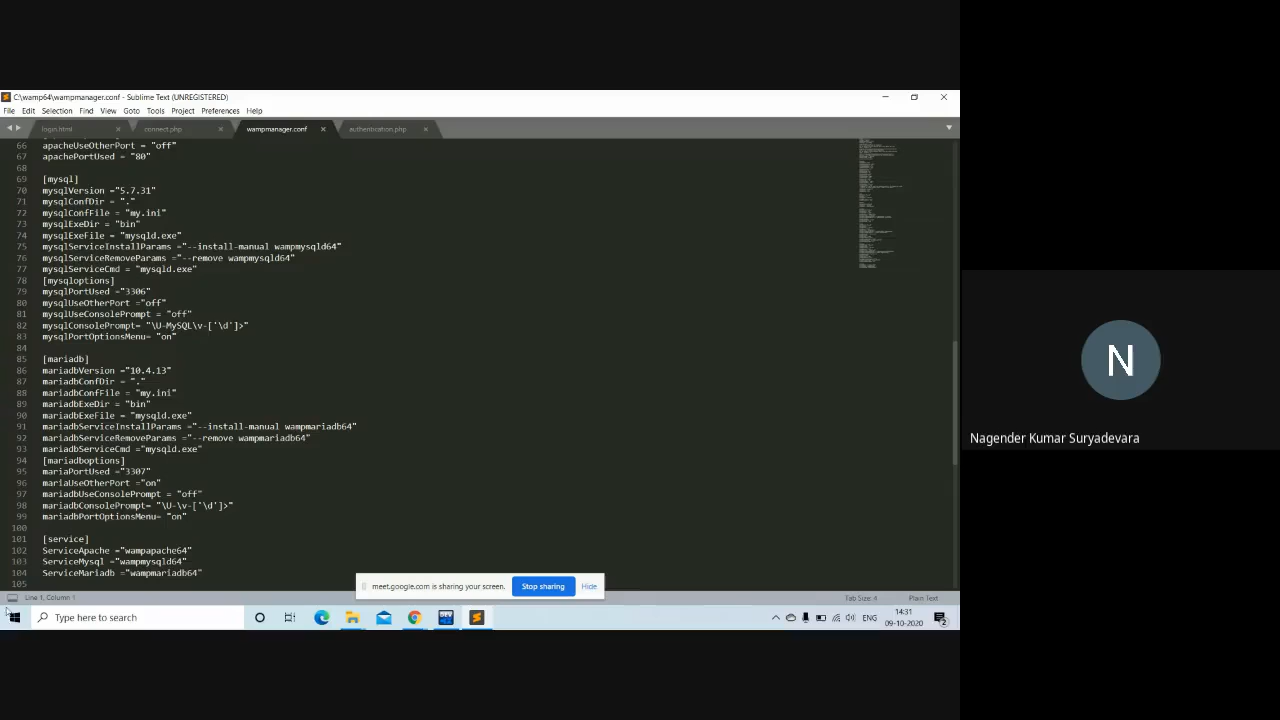 C:\wamp64\wampmanager.conf - Sublime Text (UNREGISTERED)
File Edit Selection Find View Goto Tools Project Preferences Help
login.html connect.php wampmanager.conf authentication.php
66 apacheUseOtherPort = "off"
67 apachePortUsed = "80"
68
69 [mysql]
70 mysqlVersion ="5.7.31"
71 mysqlConfDir = "."
72 mysqlConfFile = "my.ini"
73 mysqlExeDir = "bin"
74 mysqlExeFile = "mysqld.exe"
75 mysqlServiceInstallParams ="--install-manual wampmysqld64"
76 mysqlServiceRemoveParams ="--remove wampmysqld64"
77 mysqlServiceCmd = "mysqld.exe"
78 [mysqloptions]
79 mysqlPortUsed ="3306"
80 mysqlUseOtherPort ="off"
81 mysqlUseConsolePrompt = "off"
82 mysqlConsolePrompt= "\U-MySQL\v-['\d']>"
83 mysqlPortOptionsMenu= "on"
84
85 [mariadb]
86 mariadbVersion ="10.4.13"
87 mariadbConfDir = "."
88 mariadbConfFile = "my.ini"
89 mariadbExeDir = "bin"
90 mariadbExeFile = "mysqld.exe"
91 mariadbServiceInstallParams ="--install-manual wampmariadb64"
92 mariadbServiceRemoveParams ="--remove wampmariadb64"
93 mariadbServiceCmd ="mysqld.exe"
94 [mariadboptions]
95 mariaPortUsed ="3307"
96 mariaUseOtherPort ="on"
97 mariadbUseConsolePrompt = "off"
98 mariadbConsolePrompt= "\U-\v-['\d']>"
99 mariadbPortOptionsMenu= "on"
100
101 [service]
102 ServiceApache ="wampapache64"
103 ServiceMysql ="wampmysqld64"
104 ServiceMariadb ="wampmariadb64"
105
meet.google.com is sharing your screen. Stop sharing Hide
Line 1, Column 1 Tab Size: 4 Plain Text
Type here to search DEV ENG 14:31
09-10-2020 2
N
Nagender Kumar Suryadevara